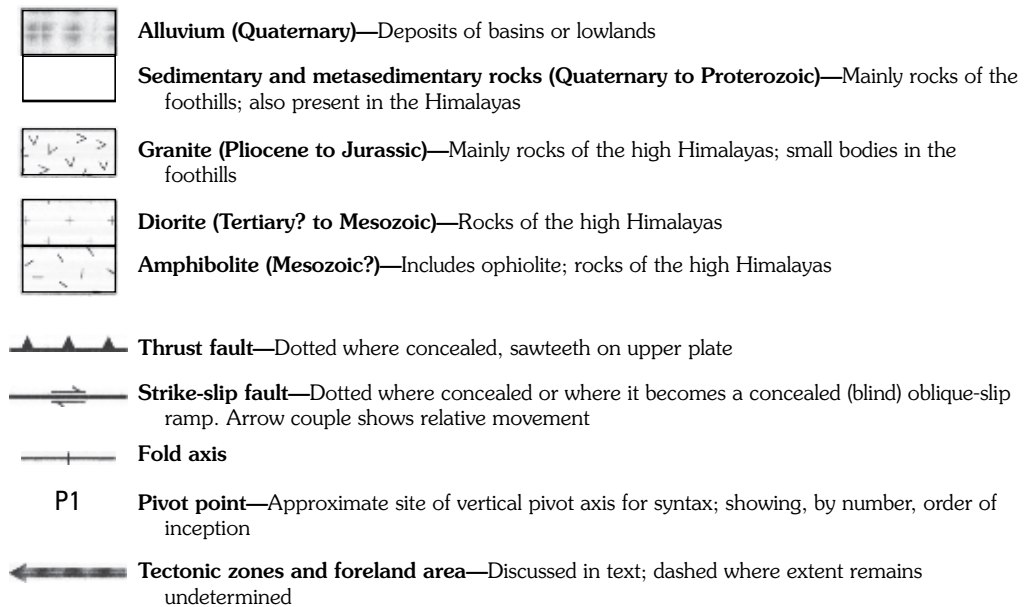 Alluvium (Quaternary)—Deposits of basins or lowlands
Sedimentary and metasedimentary rocks (Quaternary to Proterozoic)—Mainly rocks of the
foothills; also present in the Himalayas
Granite (Pliocene to Jurassic)—Mainly rocks of the high Himalayas; small bodies in the
foothills
Diorite (Tertiary? to Mesozoic)—Rocks of the high Himalayas
Amphibolite (Mesozoic?)—Includes ophiolite; rocks of the high Himalayas
Thrust fault—Dotted where concealed, sawteeth on upper plate
Strike-slip fault—Dotted where concealed or where it becomes a concealed (blind) oblique-slip
ramp. Arrow couple shows relative movement
Fold axis
P1 Pivot point—Approximate site of vertical pivot axis for syntax; showing, by number, order of
inception
Tectonic zones and foreland area—Discussed in text; dashed where extent remains
undetermined